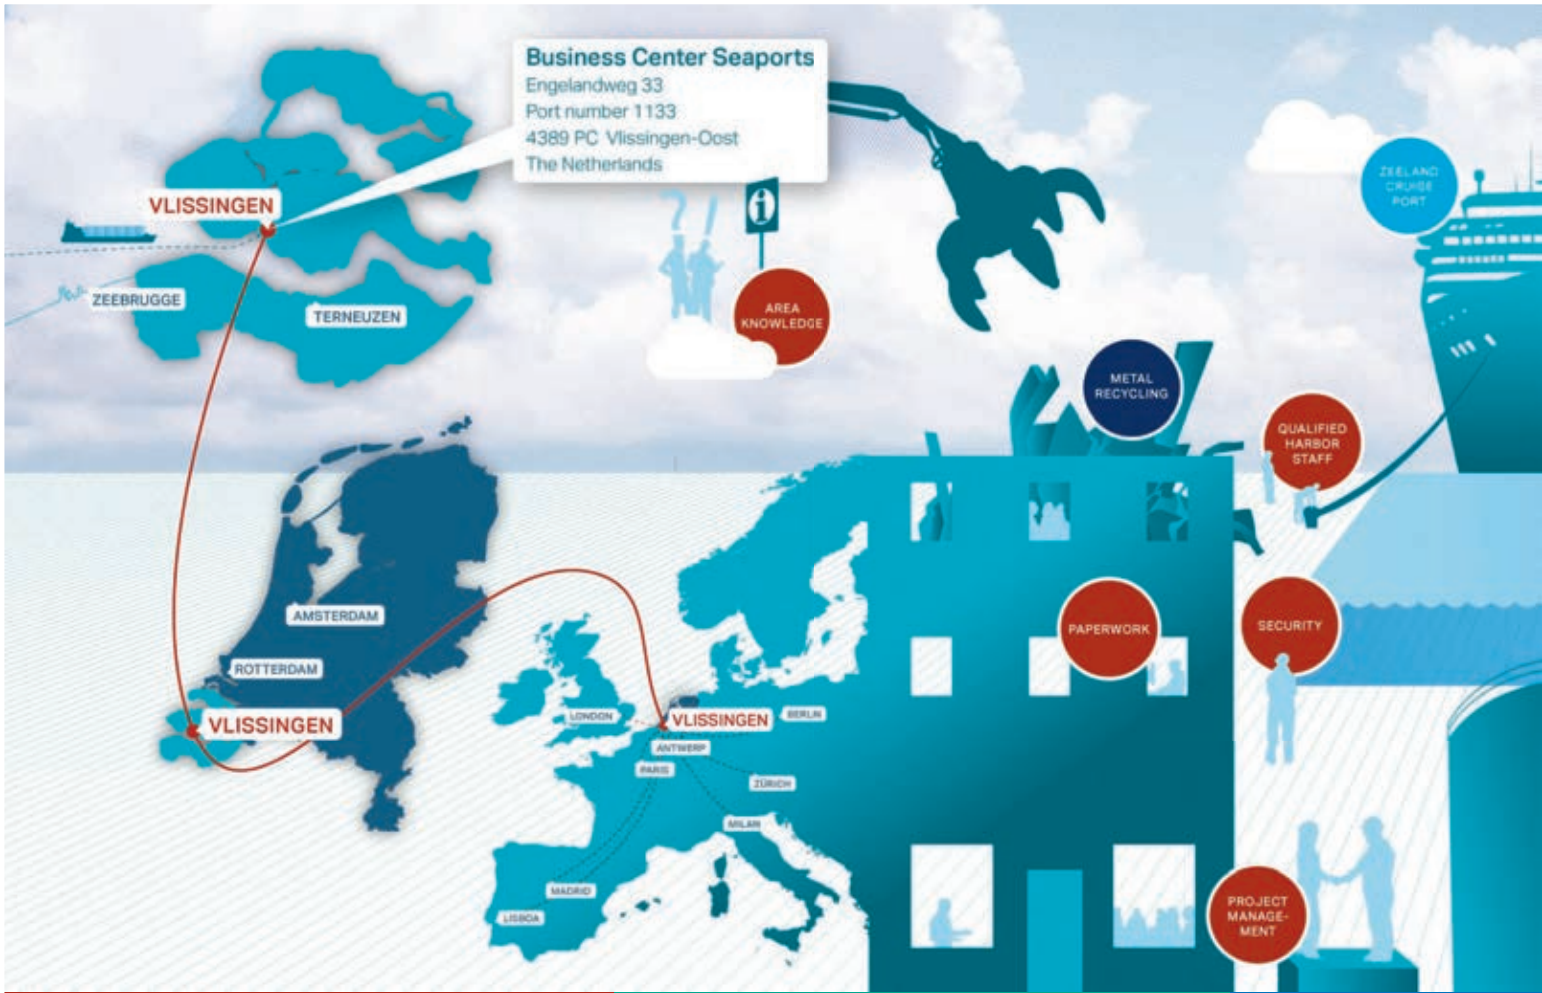 Business Center Seaports
Engelandweg 33
Port number 1133
4389 PC Vlissingen-Oost
The Netherlands
VLISSINGEN
ZEEBRUGGE
TERNEUZEN
i
?
!
AREA
KNOWLEDGE
ZEELAND
CRUISE
PORT
METAL
RECYCLING
QUALIFIED
HARBOR
STAFF
AMSTERDAM
ROTTERDAM
VLISSINGEN
LONDON
VLISSINGEN
BERLIN
ANTWERP
PARIS
ZÜRICH
MILAN
MADRID
LISBOA
PAPERWORK
SECURITY
PROJECT
MANAGE-
MENT